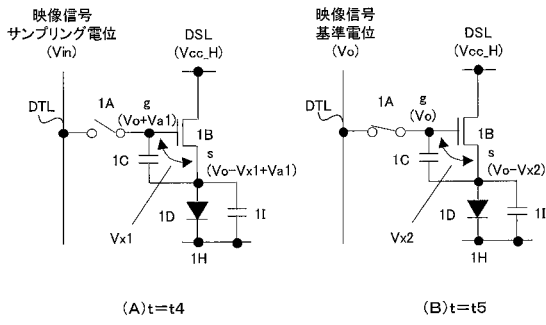 映像信号
サンプリング電位
(Vin)
DSL
(Vcc_H)
DTL
1A
g
(Vo+Va1)
1B
1C
s
(Vo-Vx1+Va1)
1D
1I
Vx1
1H
(A)t=t4
映像信号
基準電位
(Vo)
DSL
(Vcc_H)
DTL
1A
g
(Vo)
1B
1C
s
(Vo-Vx2)
1D
1I
Vx2
1H
(B)t=t5